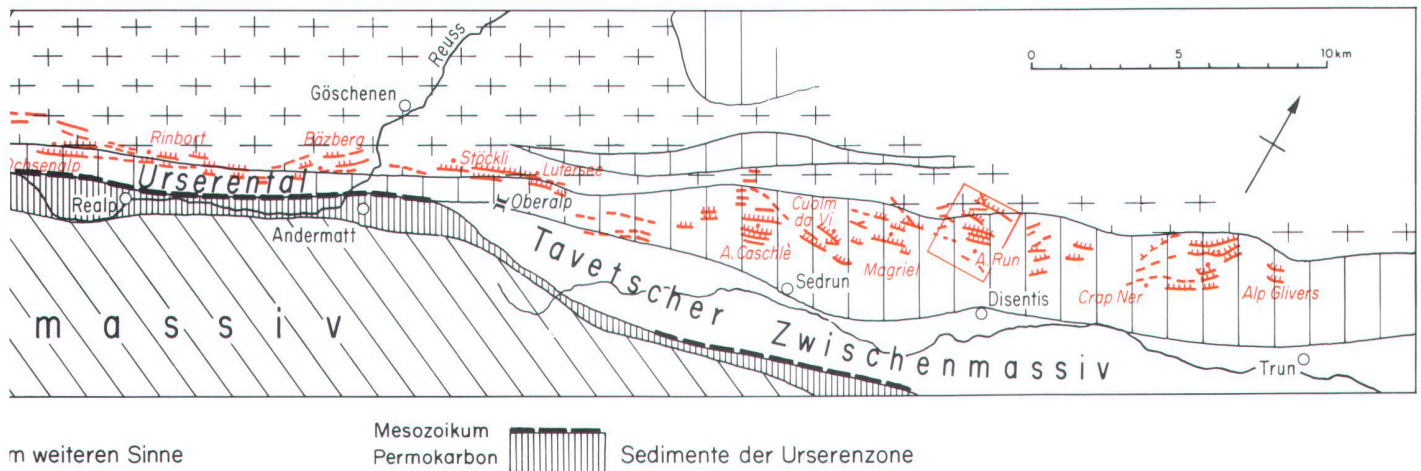 Reuss
0 5 10 km
Göschenen
Rinbort
Bäzberg
Ochsenalp
Stöckli
Lutersee
Urserental
Realp
Oberalp
Andermatt
Cuolm
da Vi
A. Caschlè
Magriel
A. Run
Crap Ner
Alp Glivers
Sedrun
Disentis
Trun
Tavetscher Zwischenmassiv
massiv
Mesozoikum
m weiteren Sinne
Permokarbon
Sedimente der Urserenzone